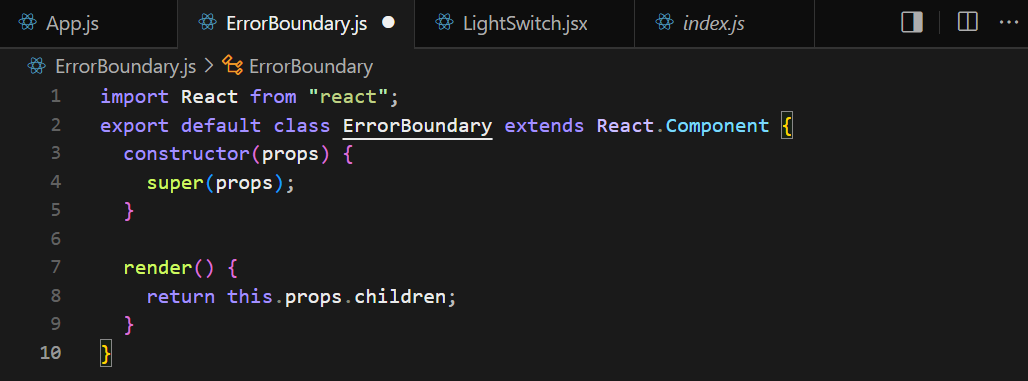 App.js ErrorBoundary.js LightSwitch.jsx index.js
ErrorBoundary.js > ErrorBoundary
1 import React from "react";
2 export default class ErrorBoundary extends React.Component {
3   constructor(props) {
4     super(props);
5   }
6
7   render() {
8     return this.props.children;
9   }
10 }